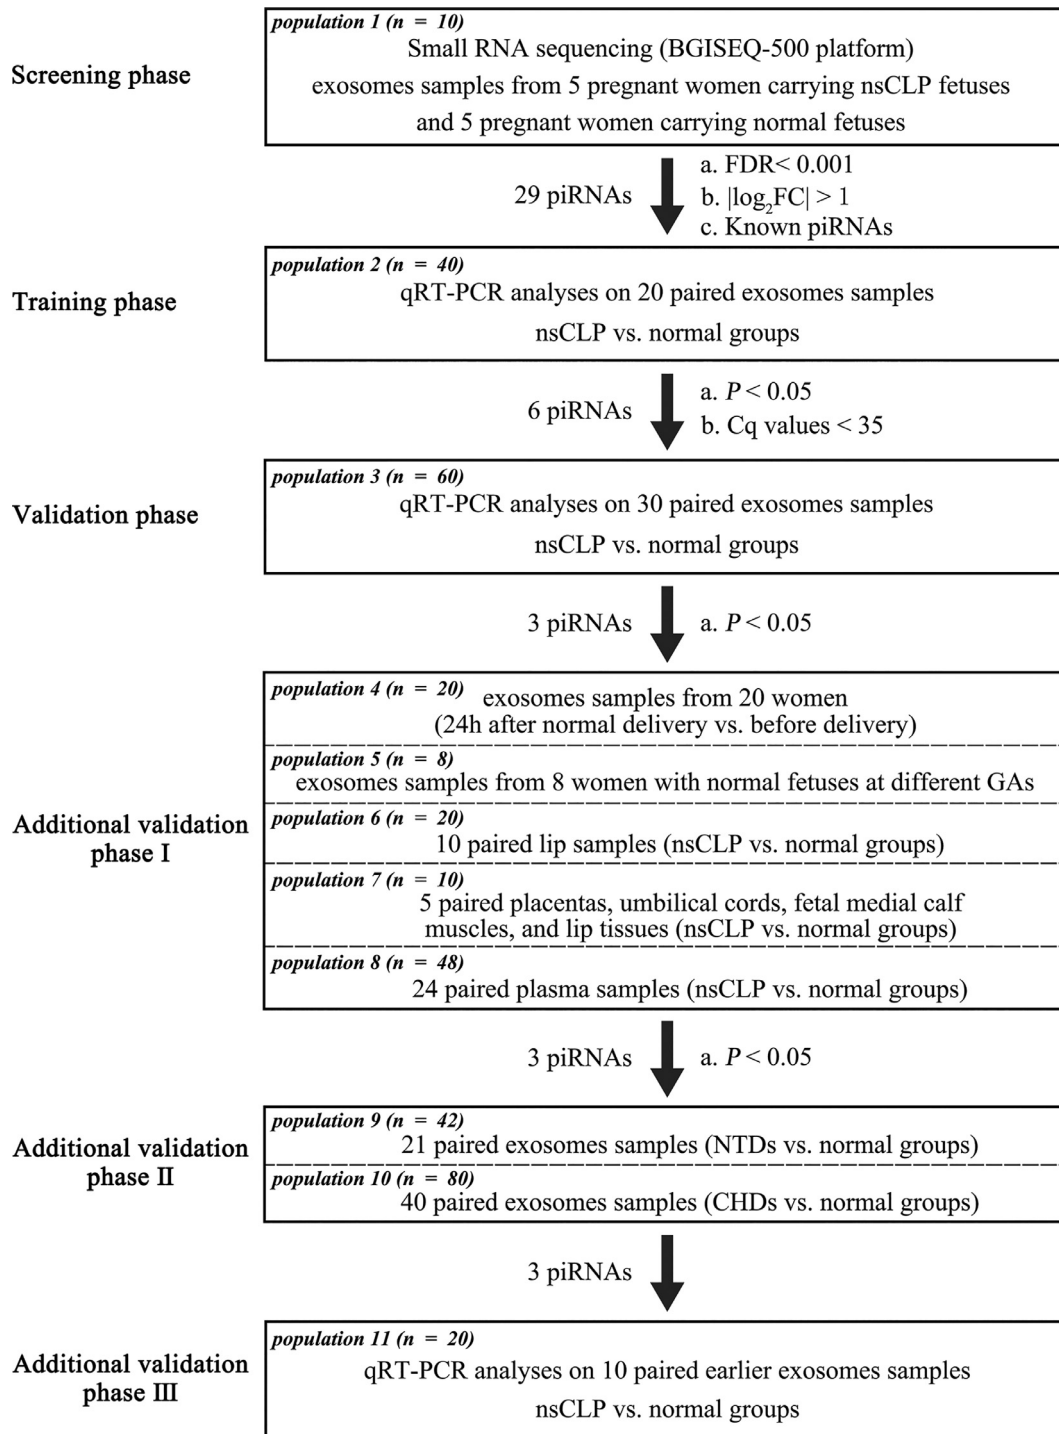 population 1 (n = 10)
Small RNA sequencing (BGISEQ-500 platform)
Screening phase
exosomes samples from 5 pregnant women carrying nsCLP fetuses
and 5 pregnant women carrying normal fetuses
a. FDR< 0.001
29 piRNAs
b. |log2FC| > 1
c. Known piRNAs
population 2 (n = 40)
qRT-PCR analyses on 20 paired exosomes samples
Training phase
nsCLP vs. normal groups
a. P < 0.05
6 piRNAs
b. Cq values < 35
population 3 (n = 60)
qRT-PCR analyses on 30 paired exosomes samples
Validation phase
nsCLP vs. normal groups
3 piRNAs
a. P < 0.05
population 4 (n = 20)
exosomes samples from 20 women
(24h after normal delivery vs. before delivery)
population 5 (n = 8)
exosomes samples from 8 women with normal fetuses at different GAs
Additional validation
phase I
population 6 (n = 20)
10 paired lip samples (nsCLP vs. normal groups)
population 7 (n = 10)
5 paired placentas, umbilical cords, fetal medial calf
muscles, and lip tissues (nsCLP vs. normal groups)
population 8 (n = 48)
24 paired plasma samples (nsCLP vs. normal groups)
3 piRNAs
a. P < 0.05
population 9 (n = 42)
21 paired exosomes samples (NTDs vs. normal groups)
Additional validation
phase II
population 10 (n = 80)
40 paired exosomes samples (CHDs vs. normal groups)
3 piRNAs
population 11 (n = 20)
Additional validation
phase III
qRT-PCR analyses on 10 paired earlier exosomes samples
nsCLP vs. normal groups